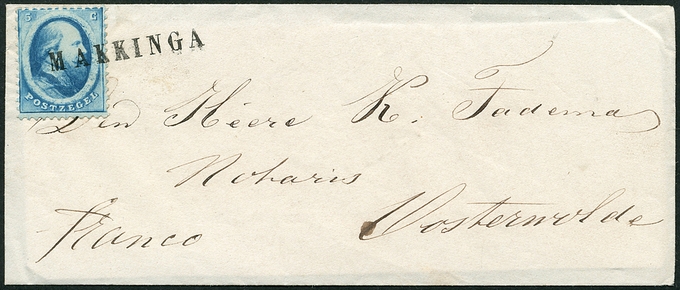 5 C
MAKKINGA
POSTZEGEL
Den Heere K. Tadema
Notaris
Franco Oosterwolde